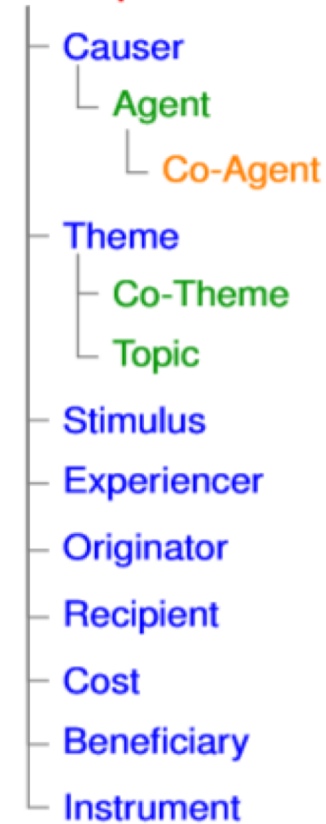 Causer
Agent
Co-Agent
Theme
Co-Theme
Topic
Stimulus
Experiencer
Originator
Recipient
Cost
Beneficiary
Instrument